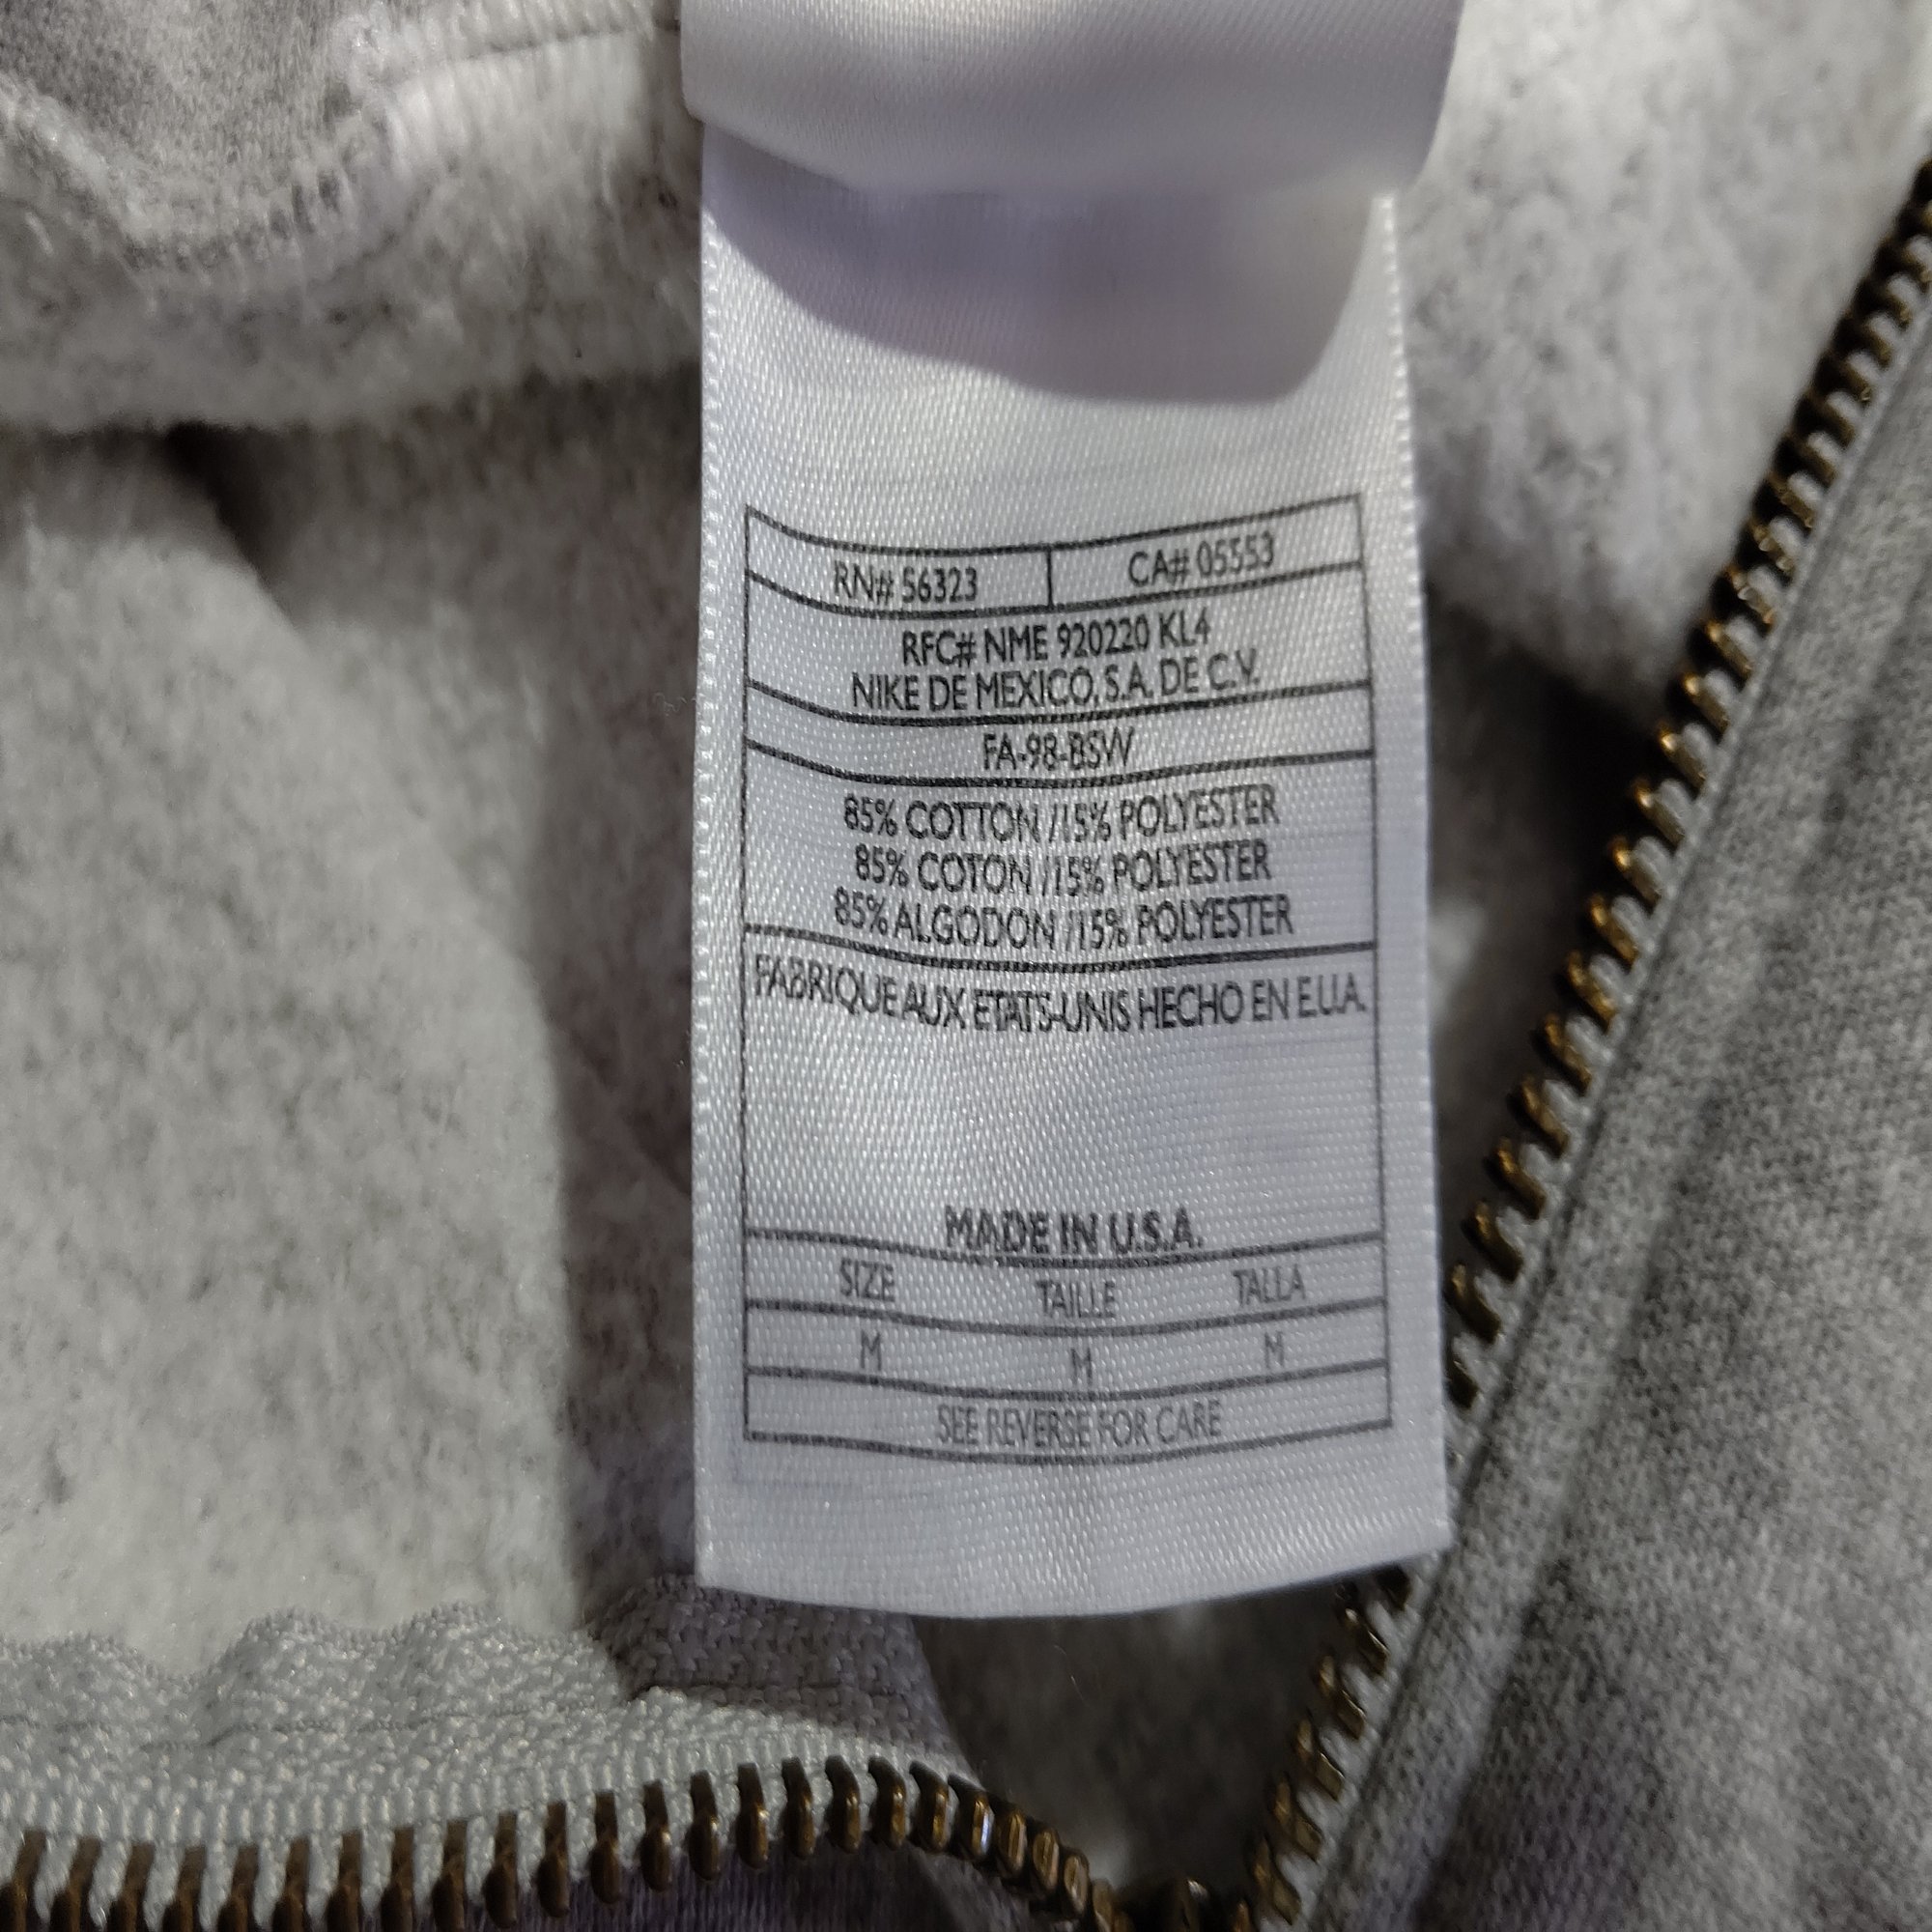 RN# 56323 CA# 05553
RFC# NME 920220 KL4
NIKE DE MEXICO, S.A. DE C.V.
FA-98-BSW
85% COTTON /15% POLYESTER
85% COTON /15% POLYESTER
85% ALGODON /15% POLYESTER
FABRIQUE AUX ETATS-UNIS HECHO EN E.U.A.
MADE IN U.S.A.
SIZE TAILLE TALLA
M M M
SEE REVERSE FOR CARE